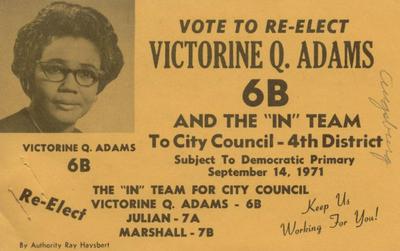 VOTE TO RE-ELECT
VICTORINE Q. ADAMS
6B
AND THE "IN" TEAM
To City Council - 4th District
Subject To Democratic Primary
September 14, 1971
VICTORINE Q. ADAMS
6B
Re-Elect
THE "IN" TEAM FOR CITY COUNCIL
VICTORINE Q. ADAMS - 6B
JULIAN - 7A
MARSHALL - 7B
Keep Us
Working For You!
By Authority Ray Haysbert
Augsburg